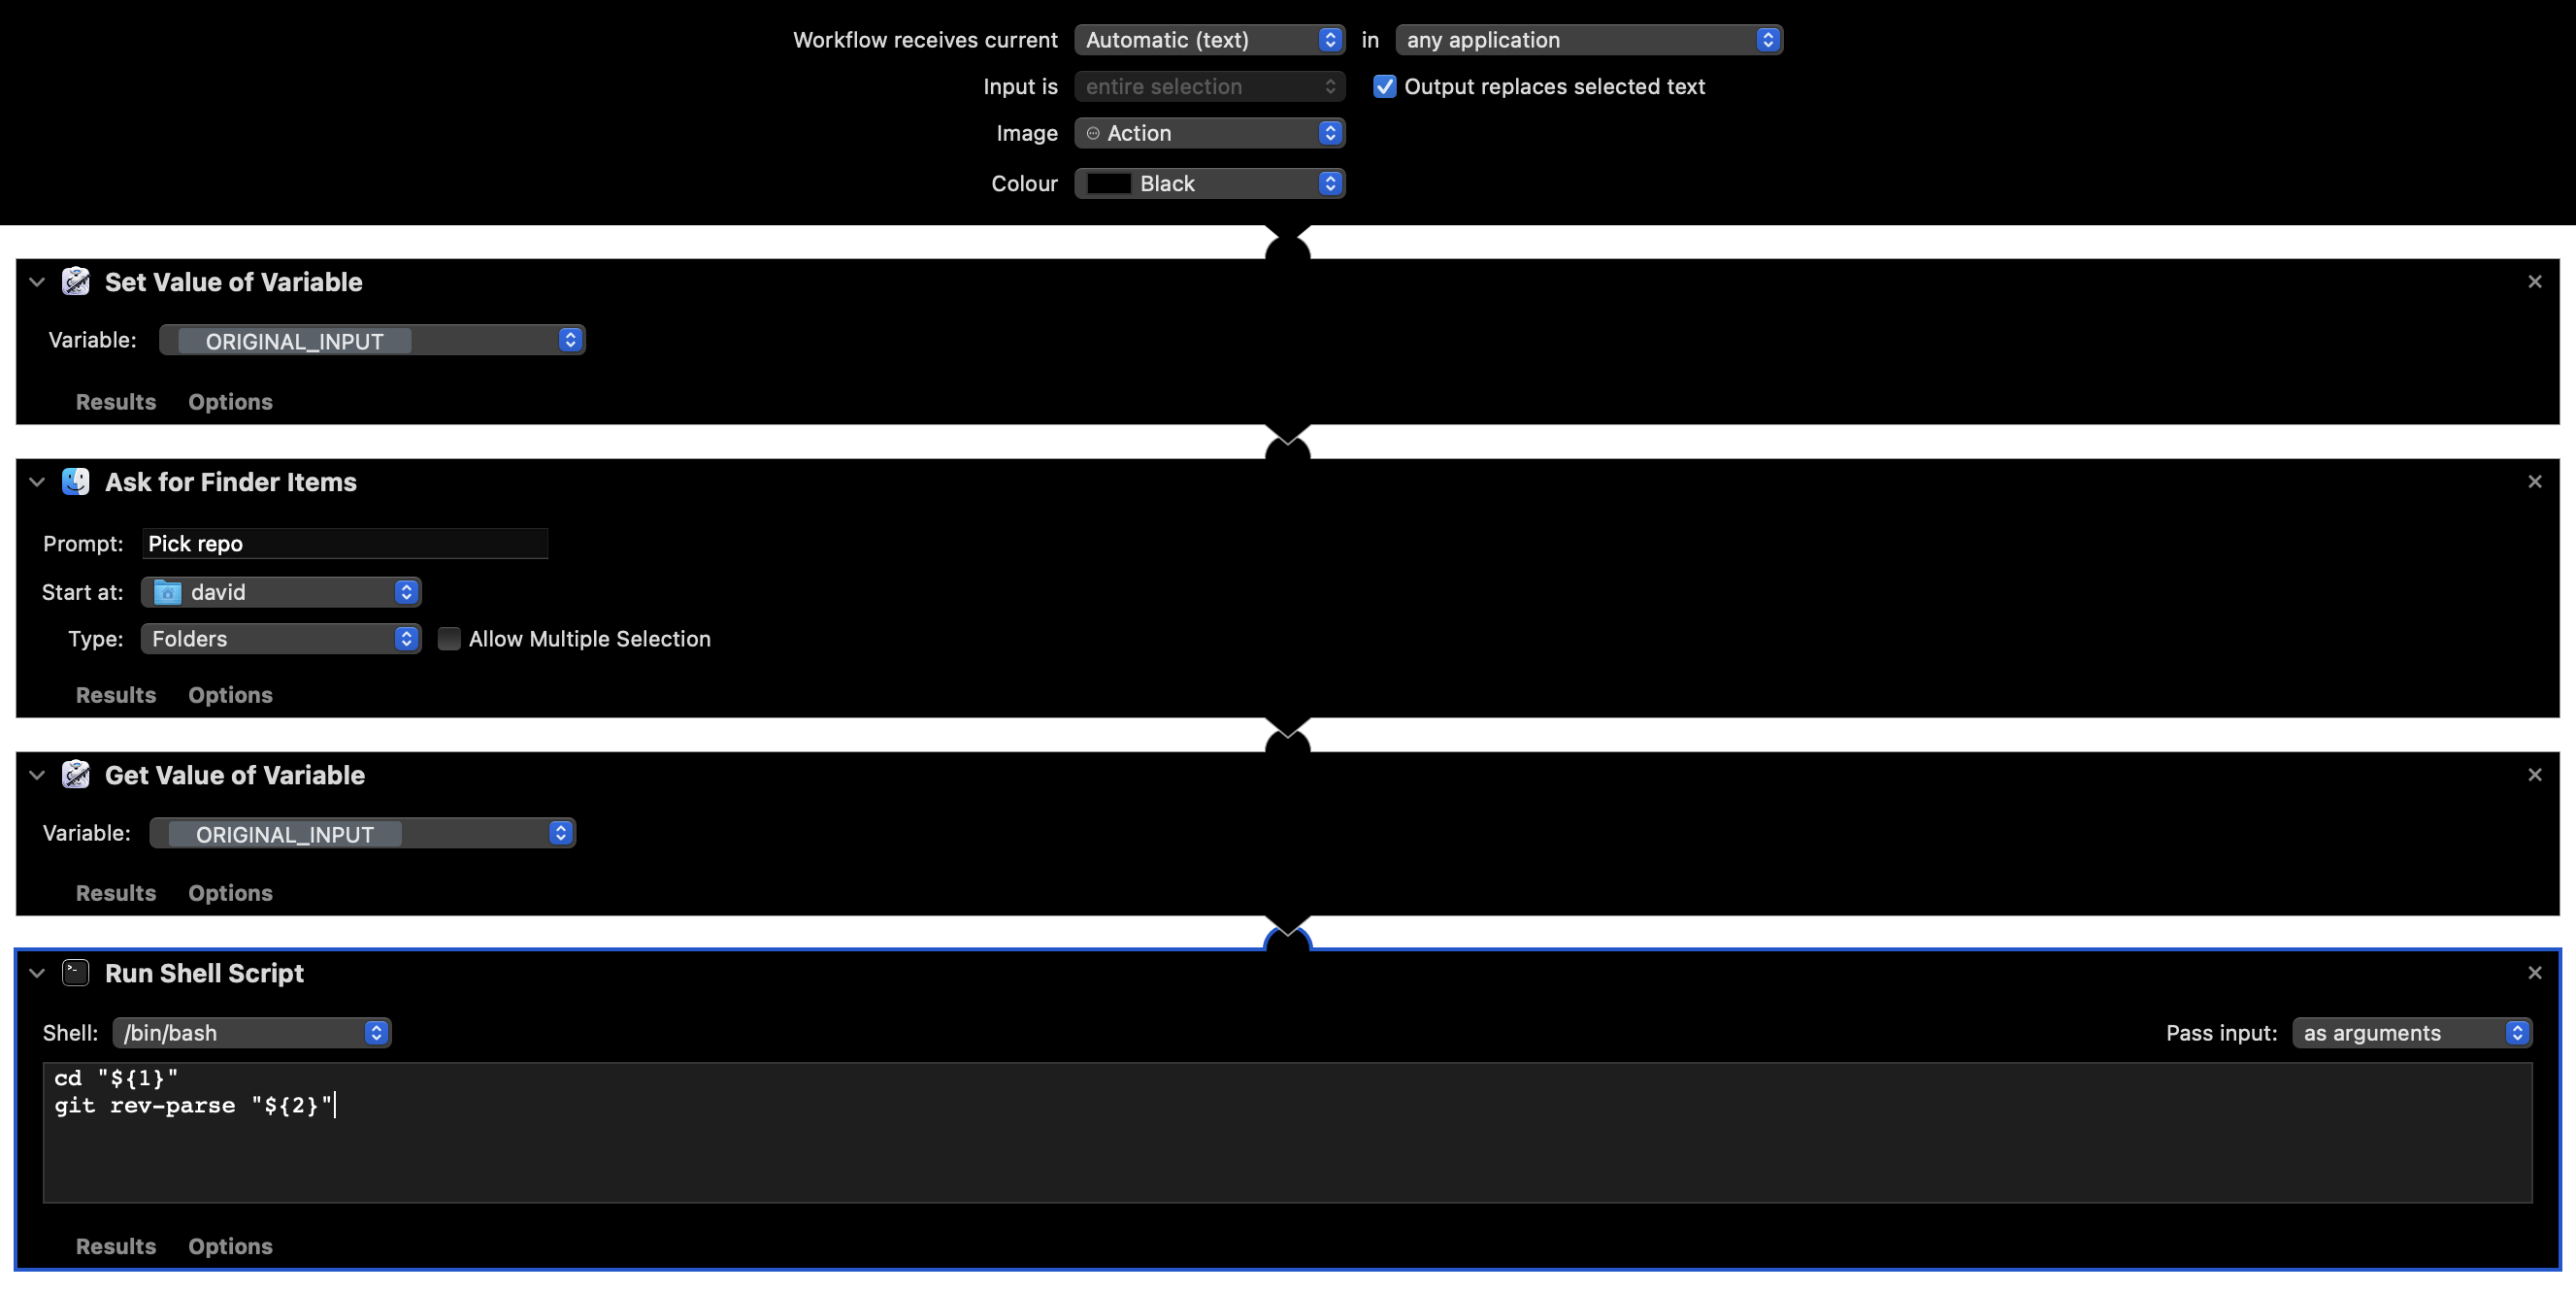 Workflow receives current Automatic (text) in any application
Input is entire selection Output replaces selected text
Image Action
Colour Black
Set Value of Variable
Variable: ORIGINAL_INPUT
Results Options
Ask for Finder Items
Prompt: Pick repo
Start at: david
Type: Folders Allow Multiple Selection
Results Options
Get Value of Variable
Variable: ORIGINAL_INPUT
Results Options
Run Shell Script
Shell: /bin/bash Pass input: as arguments
cd "${1}"
git rev-parse "${2}"
Results Options